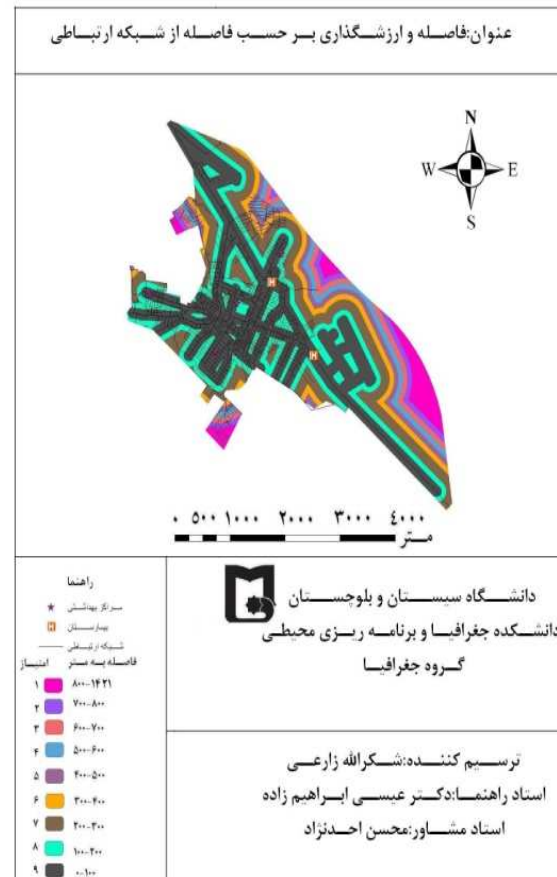 عنوان:فاصله و ارزشگذاری بر حسب فاصله از شبکه ارتباطی
N
W E
S
H
H
۰ ۵۰۰ ۱۰۰۰ ۲۰۰۰ ۳۰۰۰ ۴۰۰۰
متر
راهنما
مراکز بهداشتی
بیمارستان
H
شبکه ارتباطی
فاصله به متر امتیاز
۸۰۰-۱۴۲۱ ۱
۷۰۰-۸۰۰ ۲
۶۰۰-۷۰۰ ۳
۵۰۰-۶۰۰ ۴
۴۰۰-۵۰۰ ۵
۳۰۰-۴۰۰ ۶
۲۰۰-۳۰۰ ۷
۱۰۰-۲۰۰ ۸
۰-۱۰۰ ۹
دانشگاه سیستان و بلوچستان
دانشکده جغرافیا و برنامه ریزی محیطی
گروه جغرافیا
ترسیم کننده:شکرالله زارعی
استاد راهنما:دکتر عیسی ابراهیم زاده
استاد مشاور:محسن احدنژاد